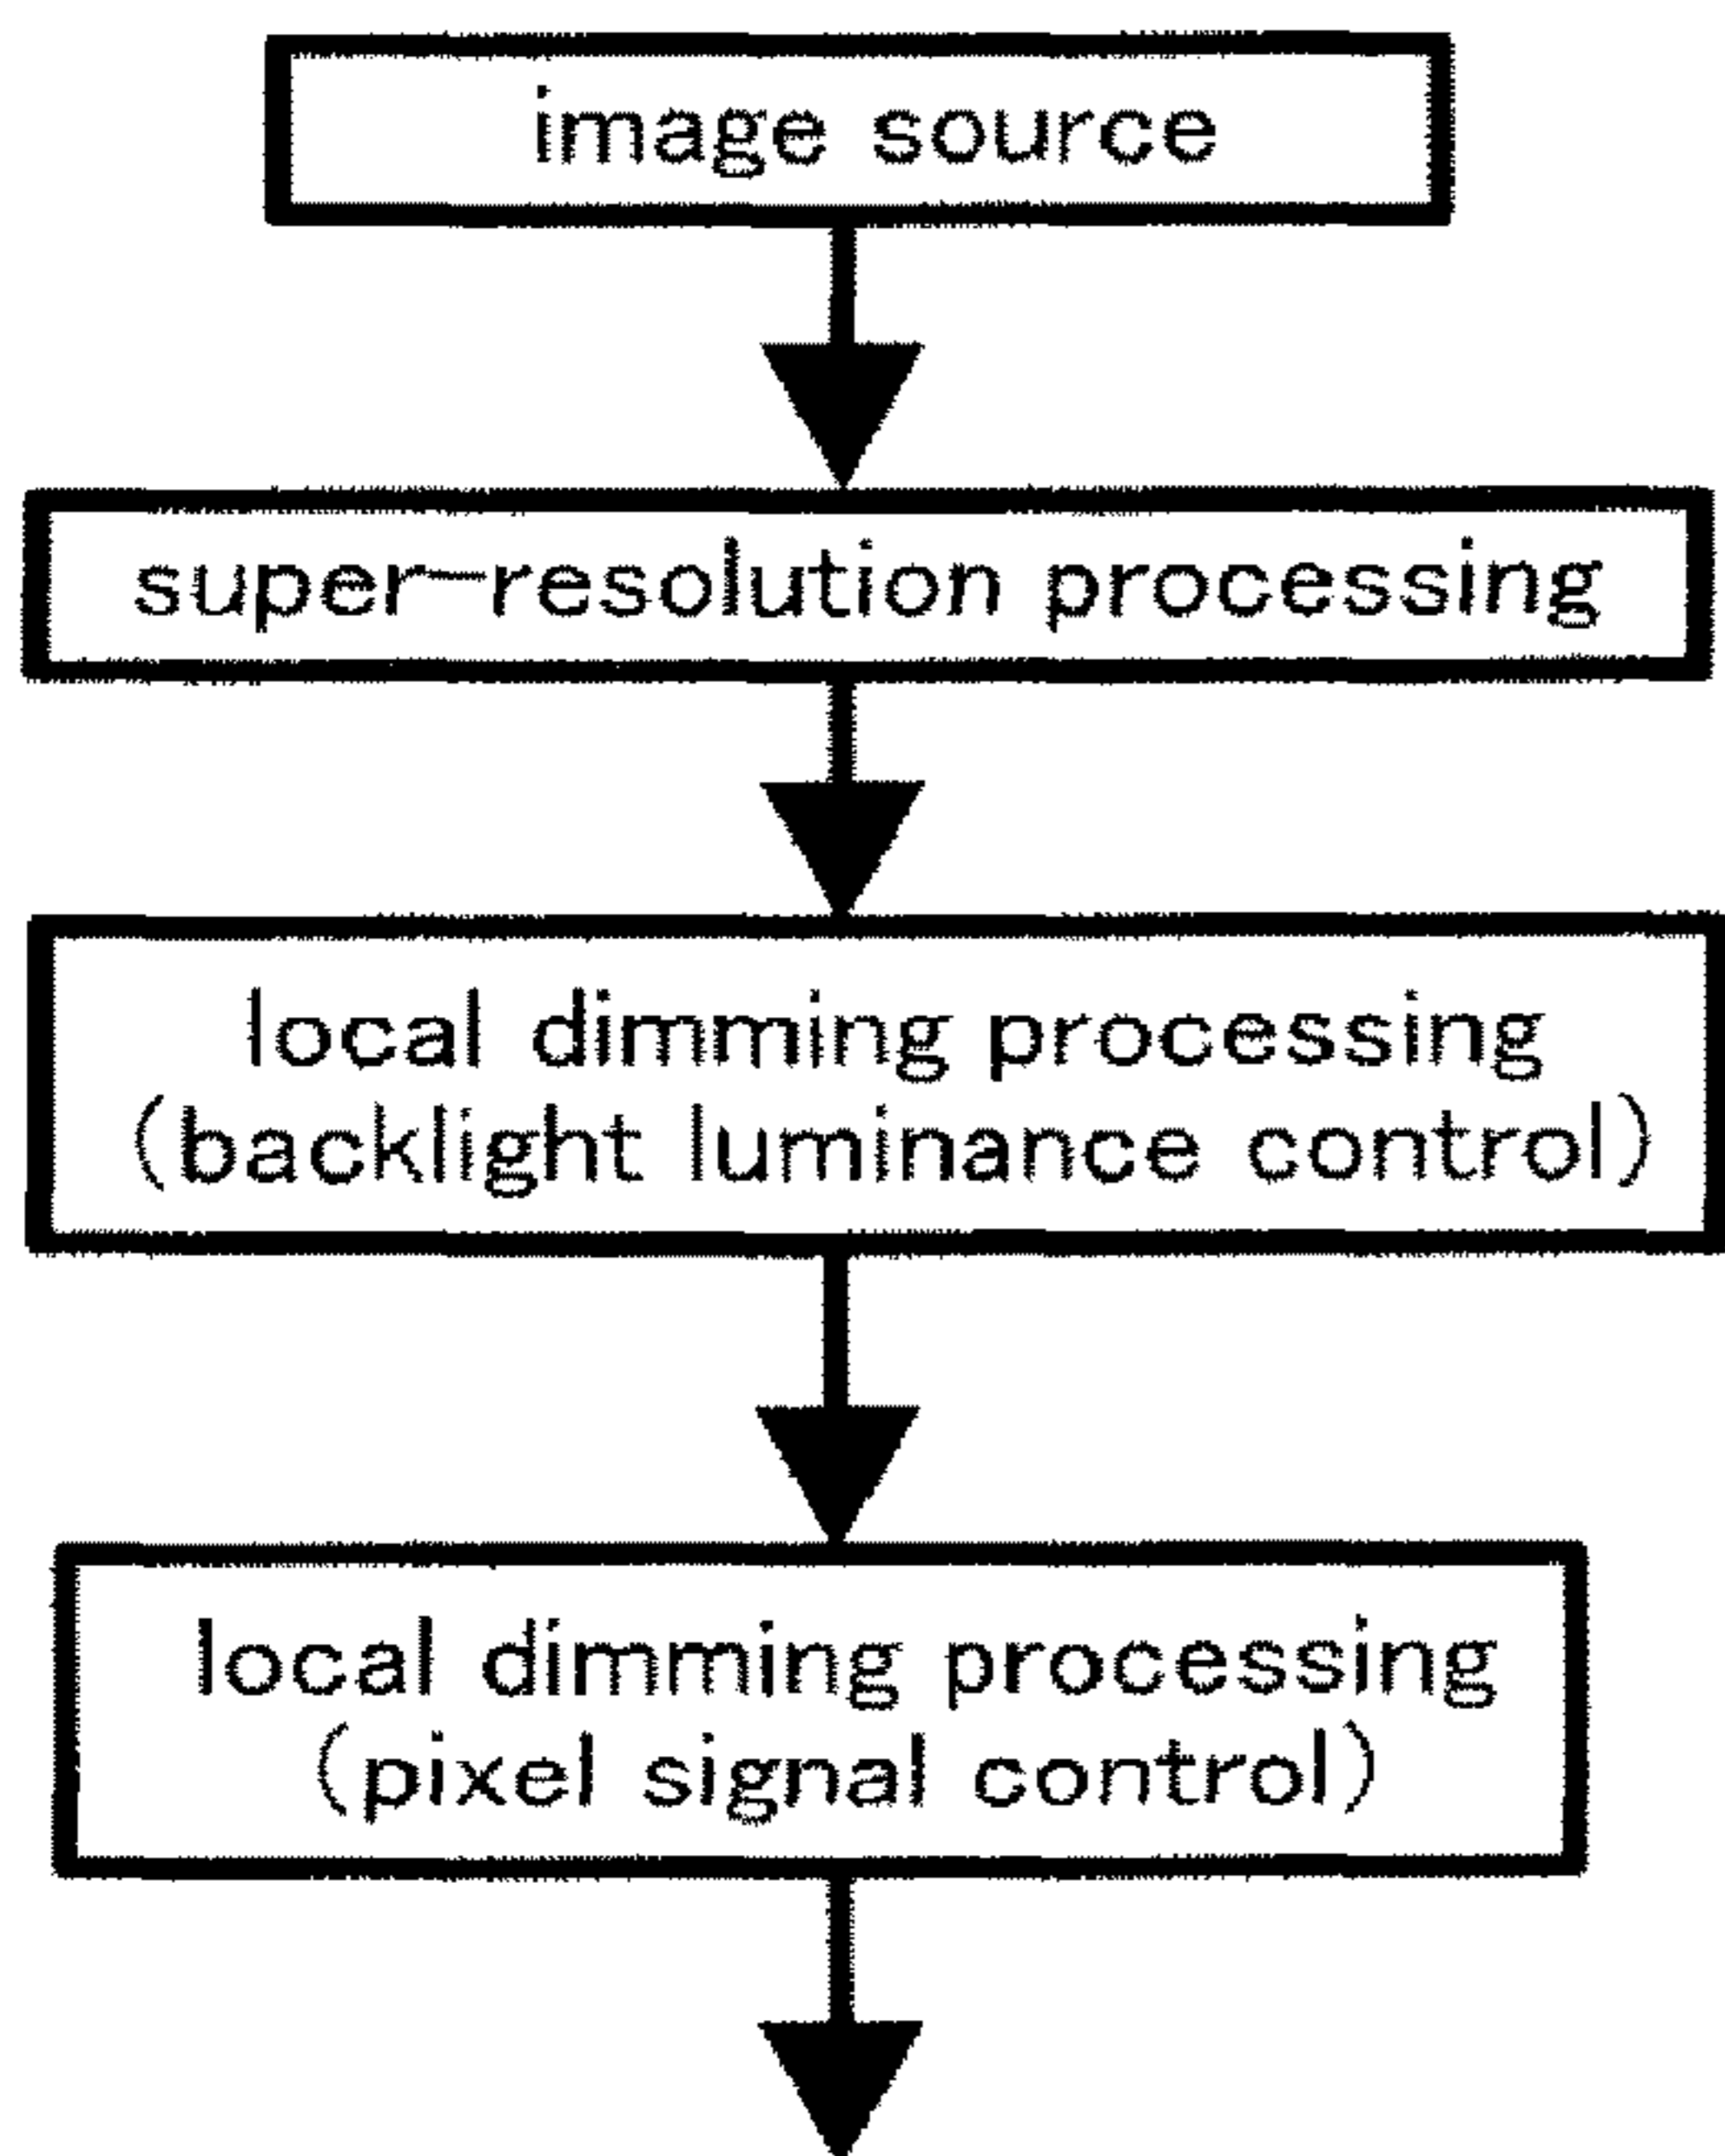 image source
super-resolution processing
local dimming processing
(backlight luminance control)
local dimming processing
(pixel signal control)